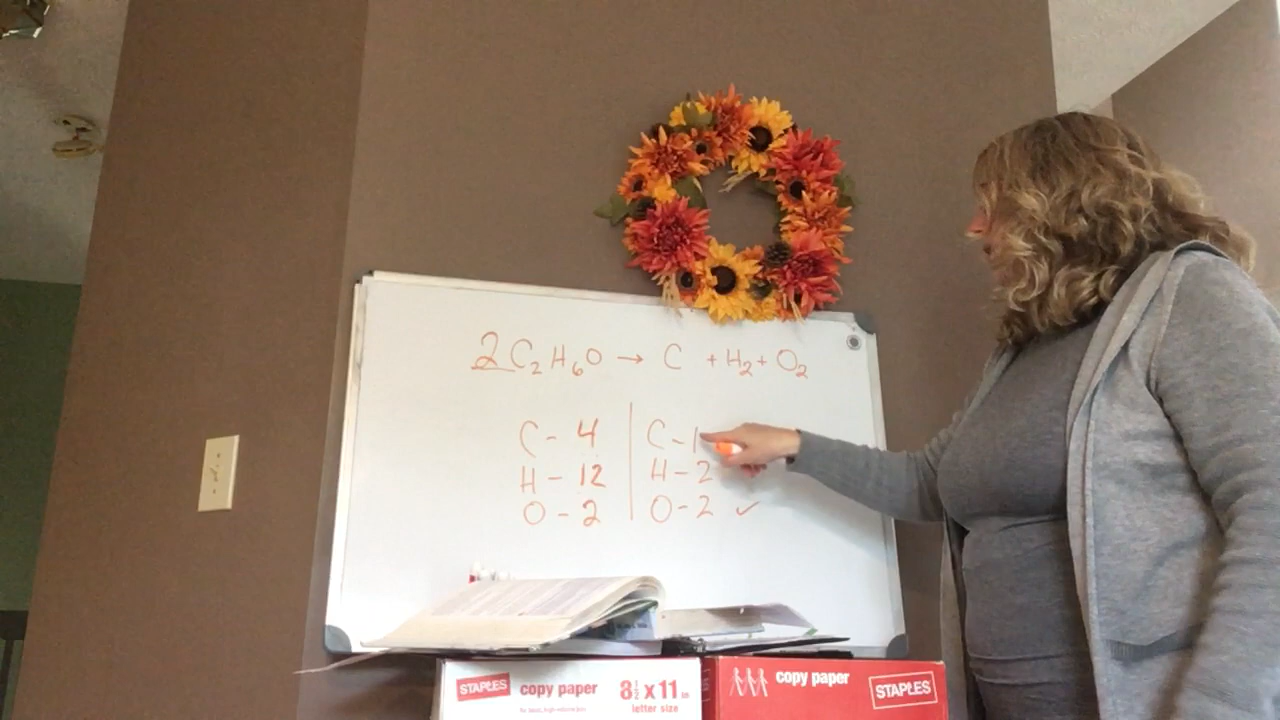 2C₂H₆O → C + H₂ + O₂
C - 4 | C - 1
H - 12 | H - 2
O - 2 | O - 2 ✓
STAPLES copy paper 8½ x 11 in
letter size
copy paper STAPLES